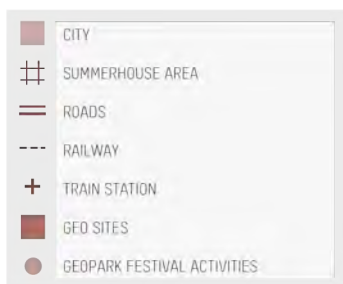 CITY
SUMMERHOUSE AREA
ROADS
RAILWAY
TRAIN STATION
GEO SITES
GEOPARK FESTIVAL ACTIVITIES